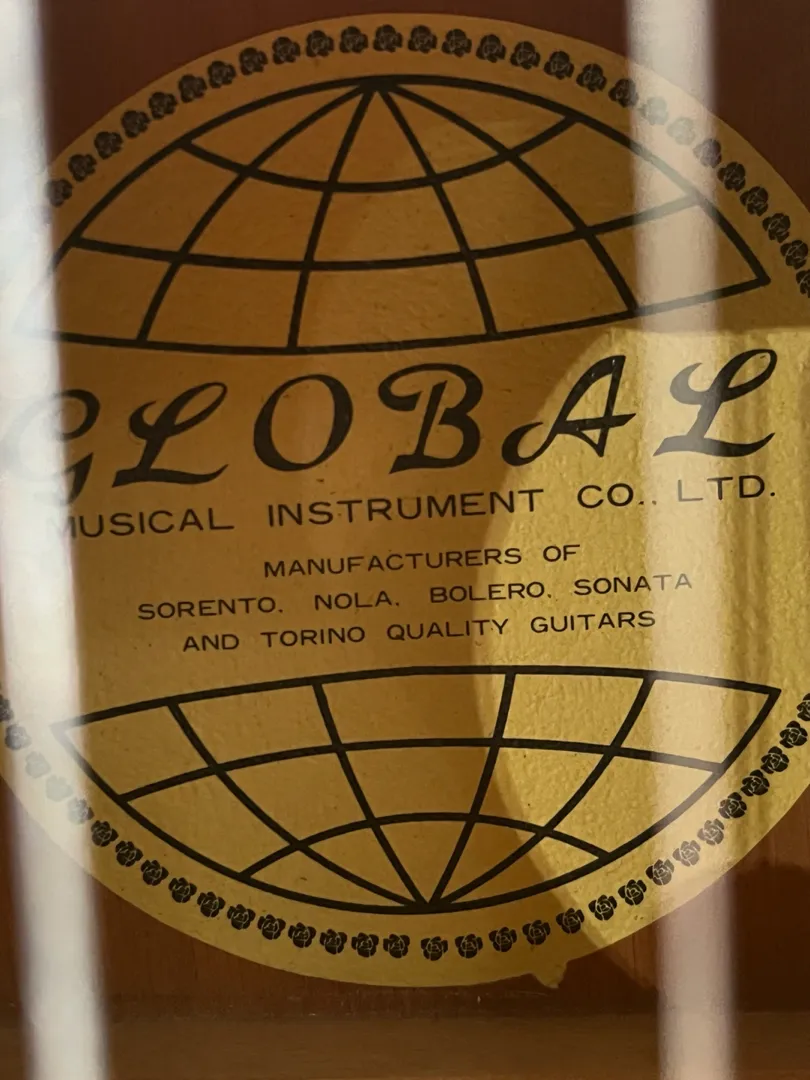 GLOBAL
MUSICAL INSTRUMENT CO., LTD.
MANUFACTURERS OF
SORENTO, NOLA, BOLERO, SONATA
AND TORINO QUALITY GUITARS